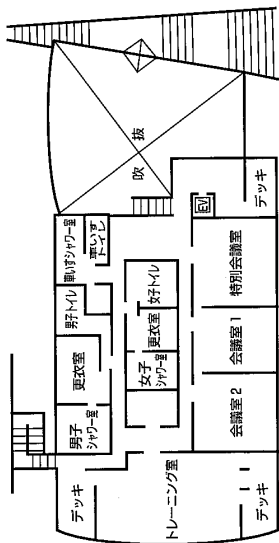 吹抜
デッキ
EV
車いすシャワー室
車いす
トイレ
男子トイレ
更衣室
男子
シャワー室
女子トイレ
更衣室
女子
シャワー室
特別会議室
会議室 1
会議室 2
デッキ
トレーニング室
デッキ